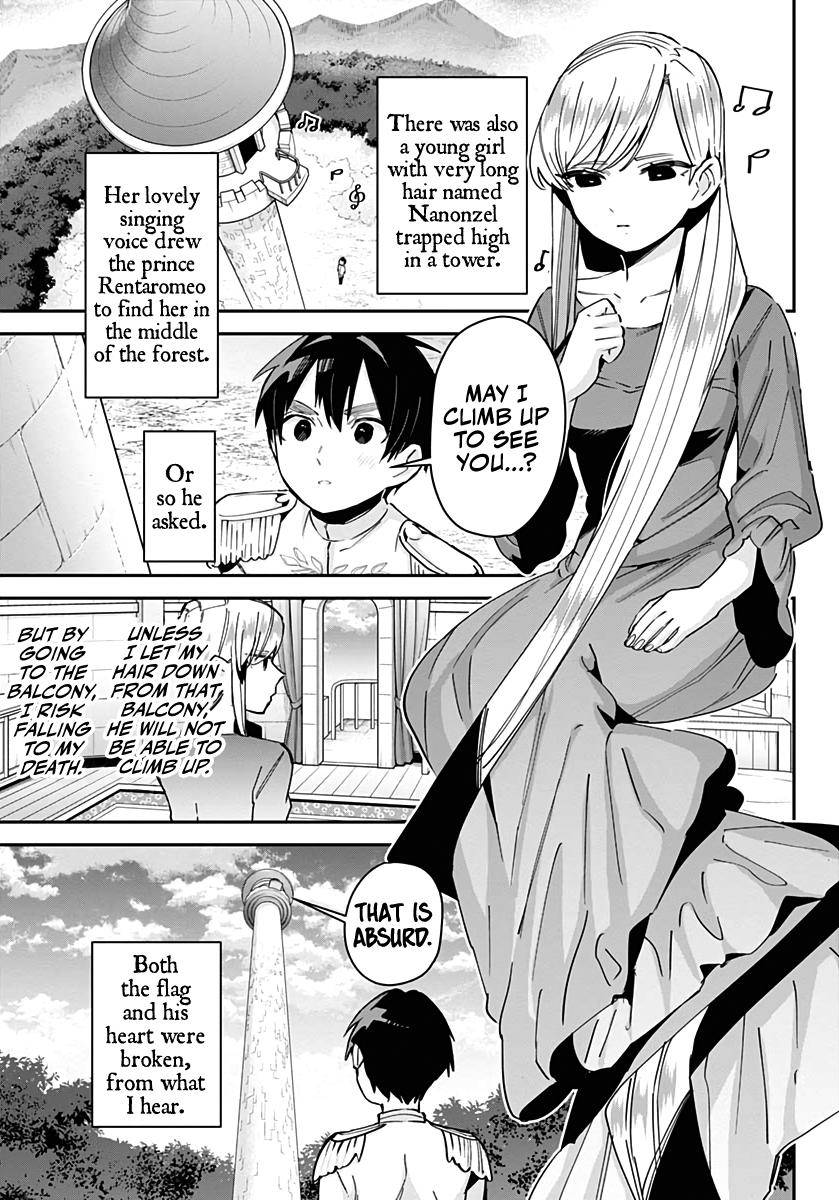 There was also
a young girl
with very long
hair named
Nanonzel
trapped high
in a tower.
Her lovely
singing
voice drew
the prince
Rentaromeo
to find her in
the middle
of the forest.
MAY I
CLIMB UP
TO SEE
YOU...?
Or
so he
asked.
UNLESS
I LET MY
HAIR DOWN
FROM THAT
BALCONY,
HE WILL NOT
BE ABLE TO
CLIMB UP.
BUT BY
GOING
TO THE
BALCONY,
I RISK
FALLING
TO MY
DEATH.
THAT IS
ABSURD.
Both
the flag
and his
heart were
broken,
from what
I hear.